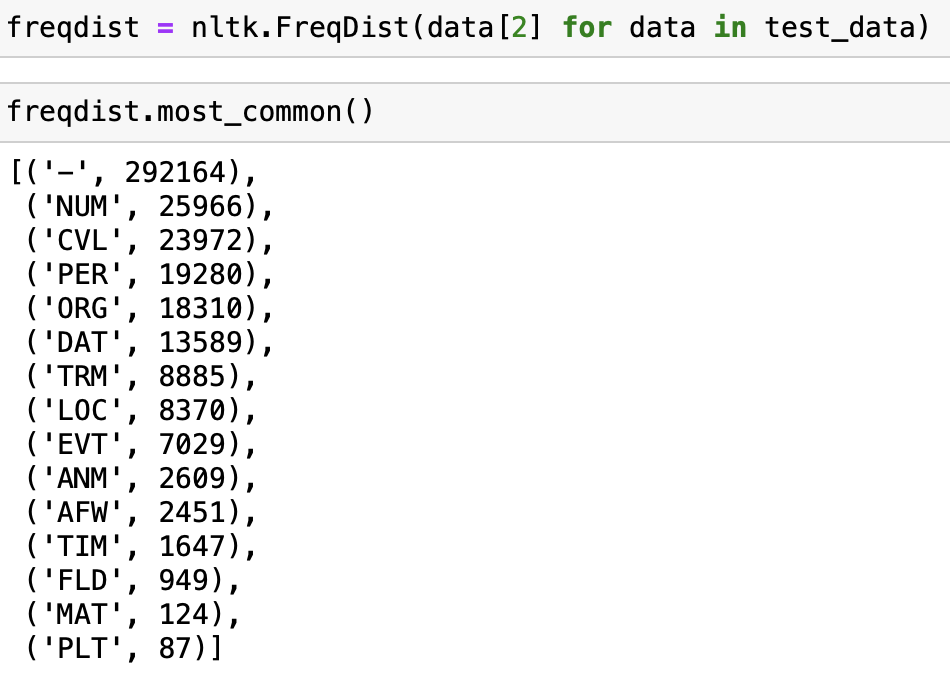 freqdist = nltk.FreqDist(data[2] for data in test_data)
freqdist.most_common()
[('-', 292164),
('NUM', 25966),
('CVL', 23972),
('PER', 19280),
('ORG', 18310),
('DAT', 13589),
('TRM', 8885),
('LOC', 8370),
('EVT', 7029),
('ANM', 2609),
('AFW', 2451),
('TIM', 1647),
('FLD', 949),
('MAT', 124),
('PLT', 87)]